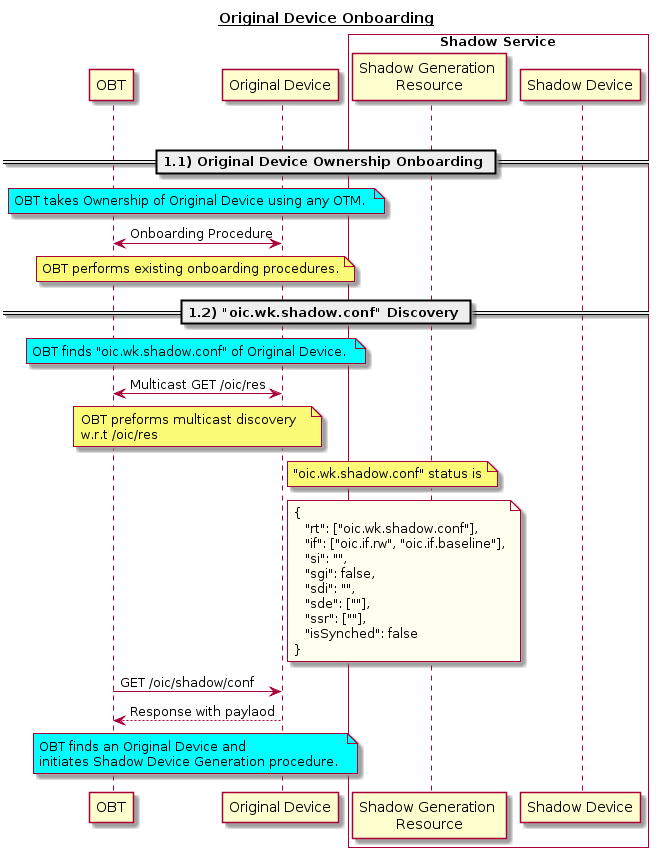 Original Device Onboarding
Shadow Service
OBT
Original Device
Shadow Generation
Resource
Shadow Device
1.1) Original Device Ownership Onboarding
OBT takes Ownership of Original Device using any OTM.
Onboarding Procedure
OBT performs existing onboarding procedures.
1.2) "oic.wk.shadow.conf" Discovery
OBT finds "oic.wk.shadow.conf" of Original Device.
Multicast GET /oic/res
OBT preforms multicast discovery
w.r.t /oic/res
"oic.wk.shadow.conf" status is
{
"rt": ["oic.wk.shadow.conf"],
"if": ["oic.if.rw", "oic.if.baseline"],
"si": "",
"sgi": false,
"sdi": "",
"sde": [""],
"ssr": [""],
"isSynched": false
}
GET /oic/shadow/conf
Response with paylaod
OBT finds an Original Device and
initiates Shadow Device Generation procedure.
OBT
Original Device
Shadow Generation
Resource
Shadow Device